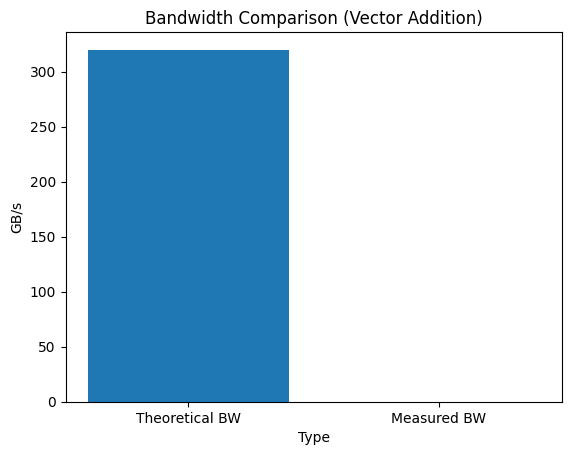 Bandwidth Comparison (Vector Addition)
GB/s
300
250
200
150
100
50
0
Theoretical BW
Measured BW
Type